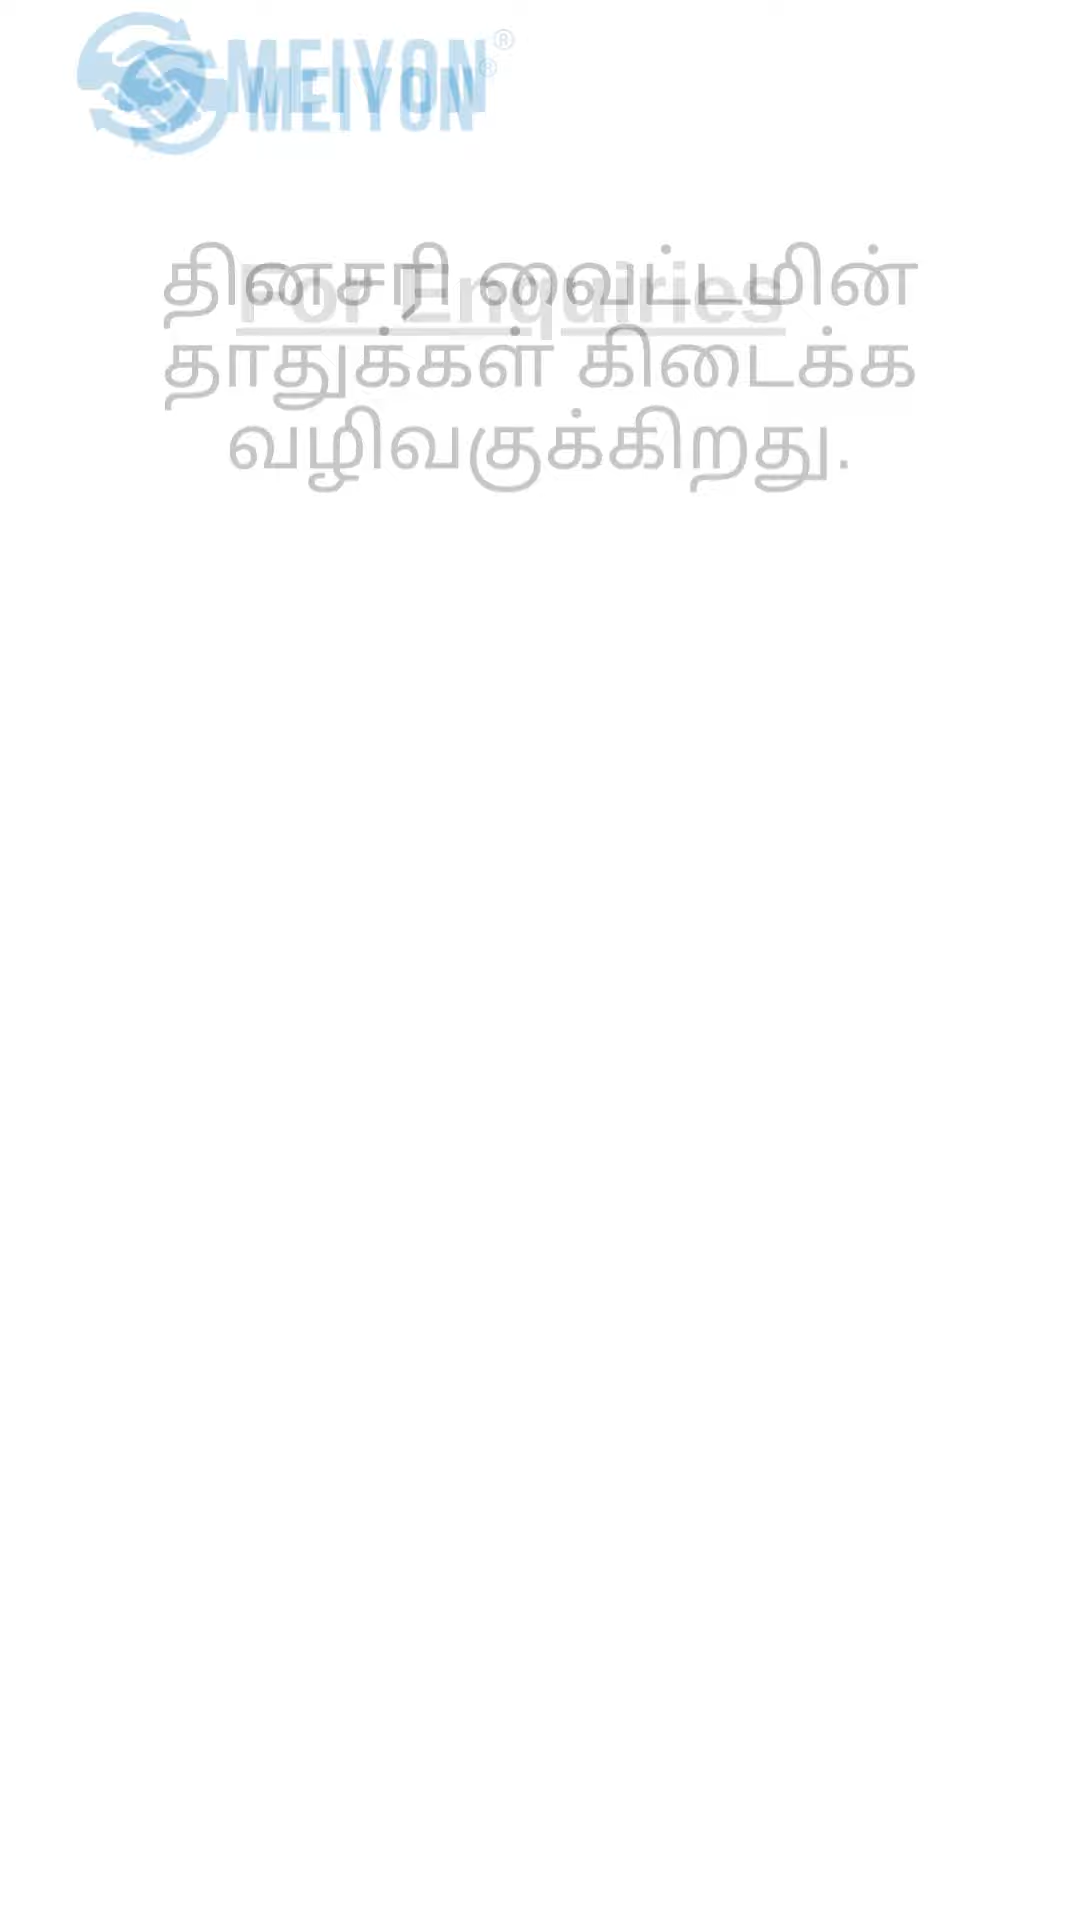 MEIYON®
MEIYON®
For Enquiries
தினசரி வைட்டமின்
தாதுக்கள் கிடைக்க
வழிவகுக்கிறது.